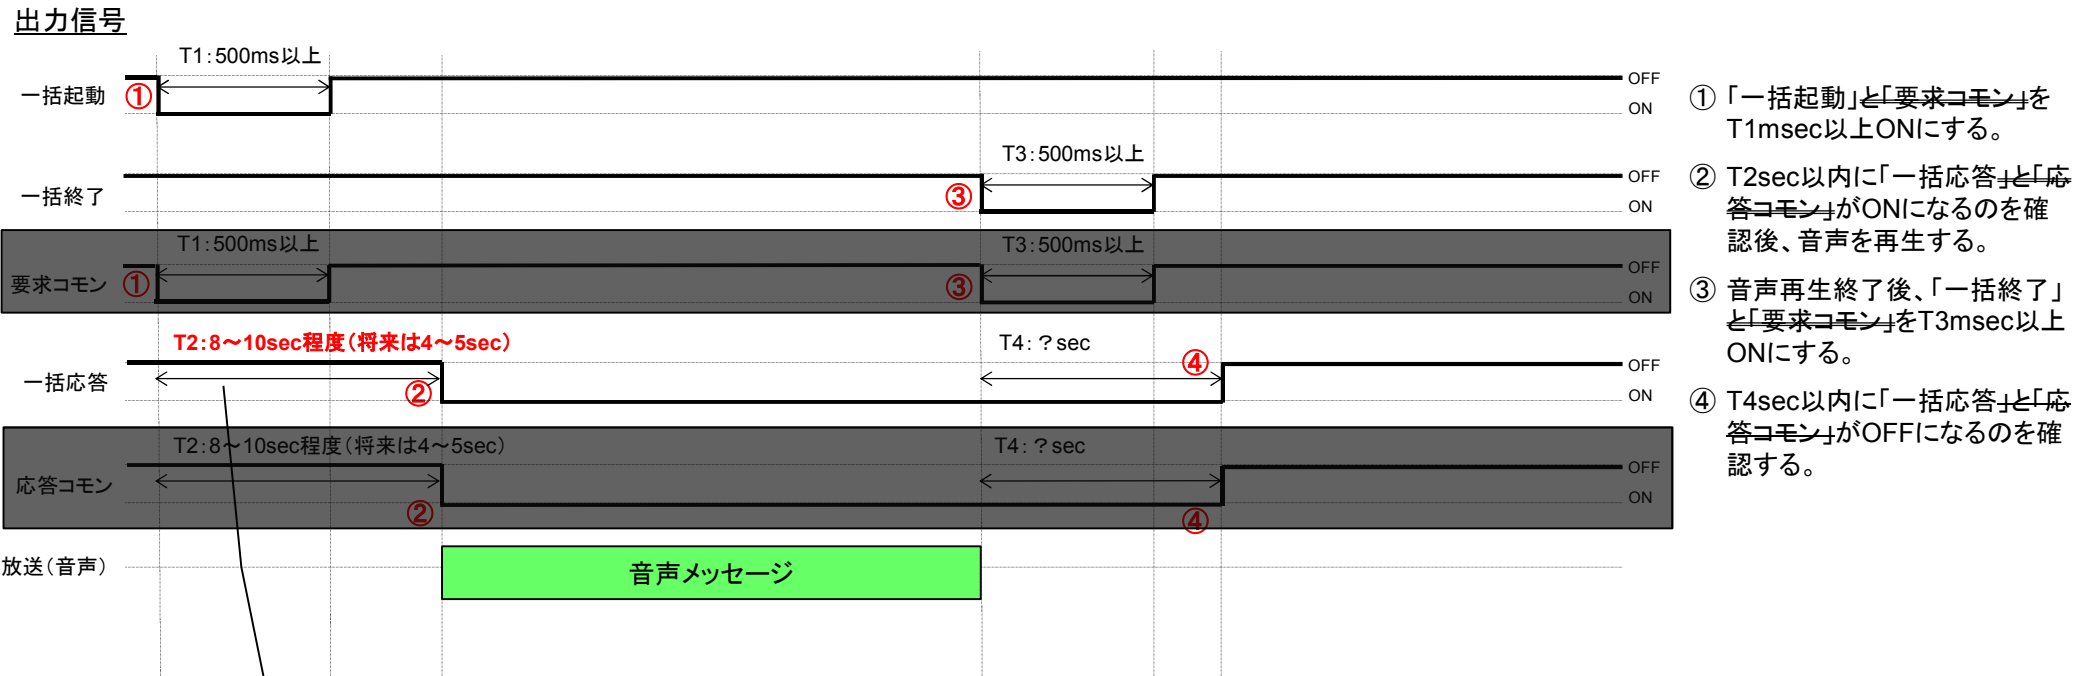 出力信号
T1:500ms以上
一括起動
①
OFF
ON
T3:500ms以上
一括終了
③
OFF
ON
T1:500ms以上
T3:500ms以上
要求コモン
①
③
OFF
ON
T2:8～10sec程度(将来は4～5sec)
T4:？sec
一括応答
②
④
OFF
ON
T2:8～10sec程度(将来は4～5sec)
T4:？sec
応答コモン
②
④
OFF
ON
放送(音声)
音声メッセージ
① 「一括起動」と「要求コモン」を
T1msec以上ONにする。
② T2sec以内に「一括応答」と「応
答コモン」がONになるのを確
認後、音声を再生する。
③ 音声再生終了後、「一括終了」
と「要求コモン」をT3msec以上
ONにする。
④ T4sec以内に「一括応答」と「応
答コモン」がOFFになるのを確
認する。